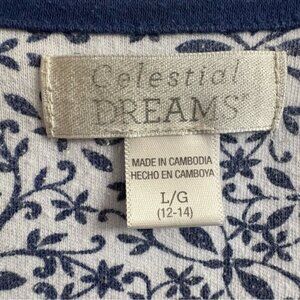 Celestial
DREAMS
MADE IN CAMBODIA
HECHO EN CAMBOYA
L/G
(12-14)